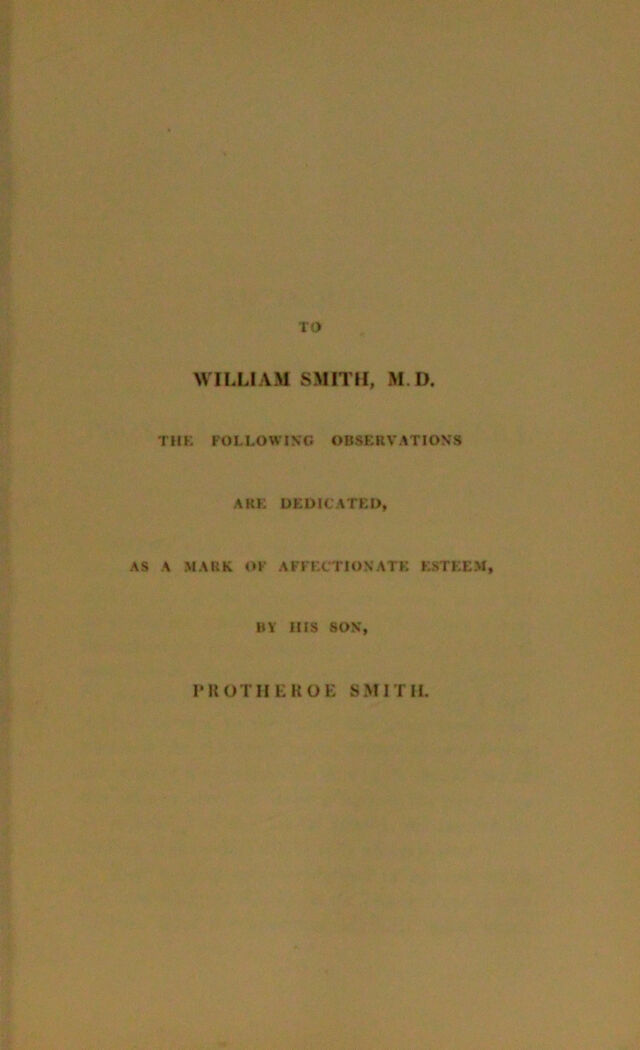 TO
WILLIAM SMITH, M.D.
THE FOLLOWING OBSERVATIONS
ARE DEDICATED,
AS A MARK OF AFFECTIONATE ESTEEM,
BY HIS SON,
PROTHEROE SMITH.